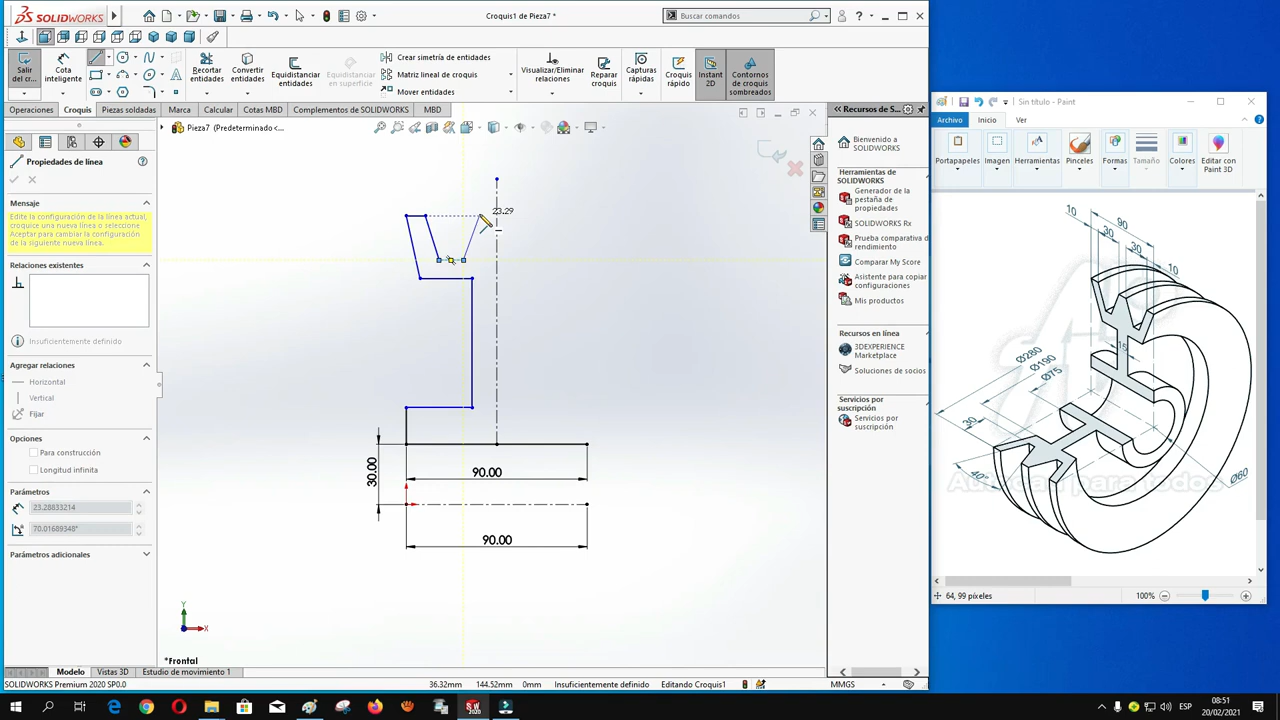 SOLIDWORKS
Croquis1 de Pieza7 *
Buscar comandos
Salir del cr...
Cota inteligente
Recortar entidades
Convertir entidades
Equidistanciar entidades
Equidistanciar en superficie
Crear simetría de entidades
Matriz lineal de croquis
Mover entidades
Visualizar/Eliminar relaciones
Reparar croquis
Capturas rápidas
Croquis rápido
Instant 2D
Contornos de croquis sombreados
Operaciones
Croquis
Piezas soldadas
Marca
Calcular
Cotas MBD
Complementos de SOLIDWORKS
MBD
Pieza7 (Predeterminado<...
Propiedades de línea
Mensaje
Edite la configuración de la línea actual,
croquice una nueva línea o seleccione
Aceptar para cambiar la configuración
de la siguiente nueva línea.
Relaciones existentes
Insuficientemente definido
Agregar relaciones
Horizontal
Vertical
Fijar
Opciones
Para construcción
Longitud infinita
Parámetros
23.28833214
70.01689348°
Parámetros adicionales
23.29
30.00
90.00
90.00
Y
X
*Frontal
Modelo
Vistas 3D
Estudio de movimiento 1
SOLIDWORKS Premium 2020 SP0.0
36.32mm
144.52mm
0mm
Insuficientemente definido
Editando Croquis1
MMGS
Recursos de S...
Bienvenido a
SOLIDWORKS
Herramientas de
SOLIDWORKS
Generador de la
pestaña de
propiedades
SOLIDWORKS Rx
Prueba comparativa de
rendimiento
Comparar My Score
Asistente para copiar
configuraciones
Mis productos
Recursos en línea
3DEXPERIENCE
Marketplace
Soluciones de socios
Servicios por
suscripción
Servicios por
suscripción
Sin título - Paint
Archivo
Inicio
Ver
Portapapeles
Imagen
Herramientas
Pinceles
Formas
Tamaño
Colores
Editar con Paint 3D
10
90
30
30
10
15
Ø280
Ø190
Ø75
30
40°
Ø60
64, 99 píxeles
100%
ESP
08:51
20/02/2021